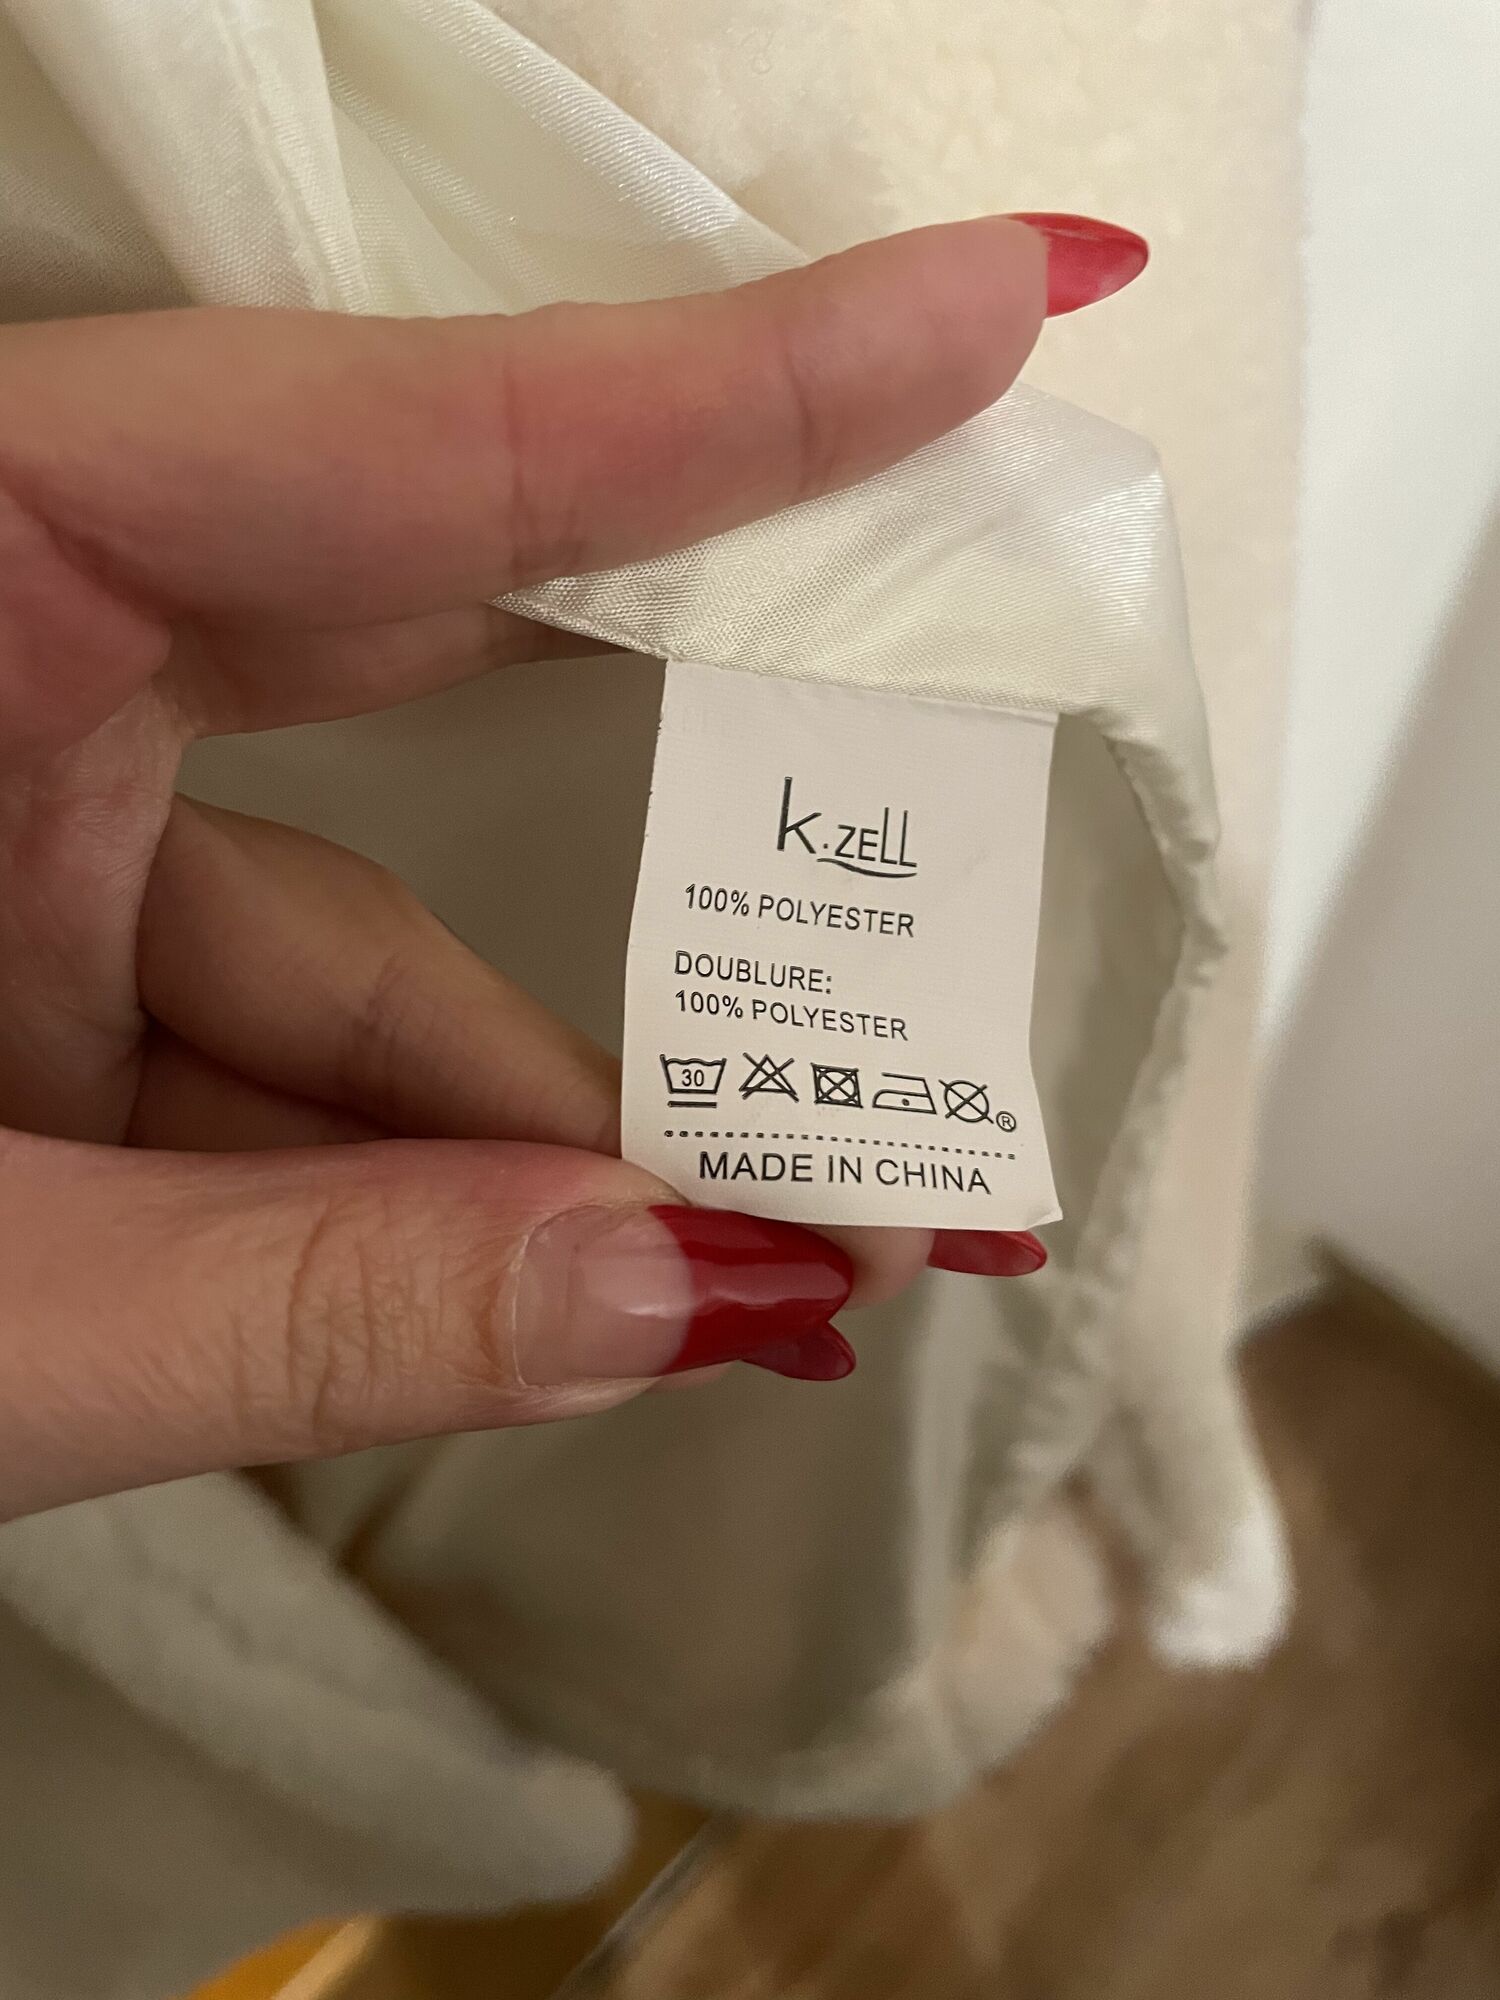 k.zell
100% POLYESTER
DOUBLURE:
100% POLYESTER
30
®
MADE IN CHINA